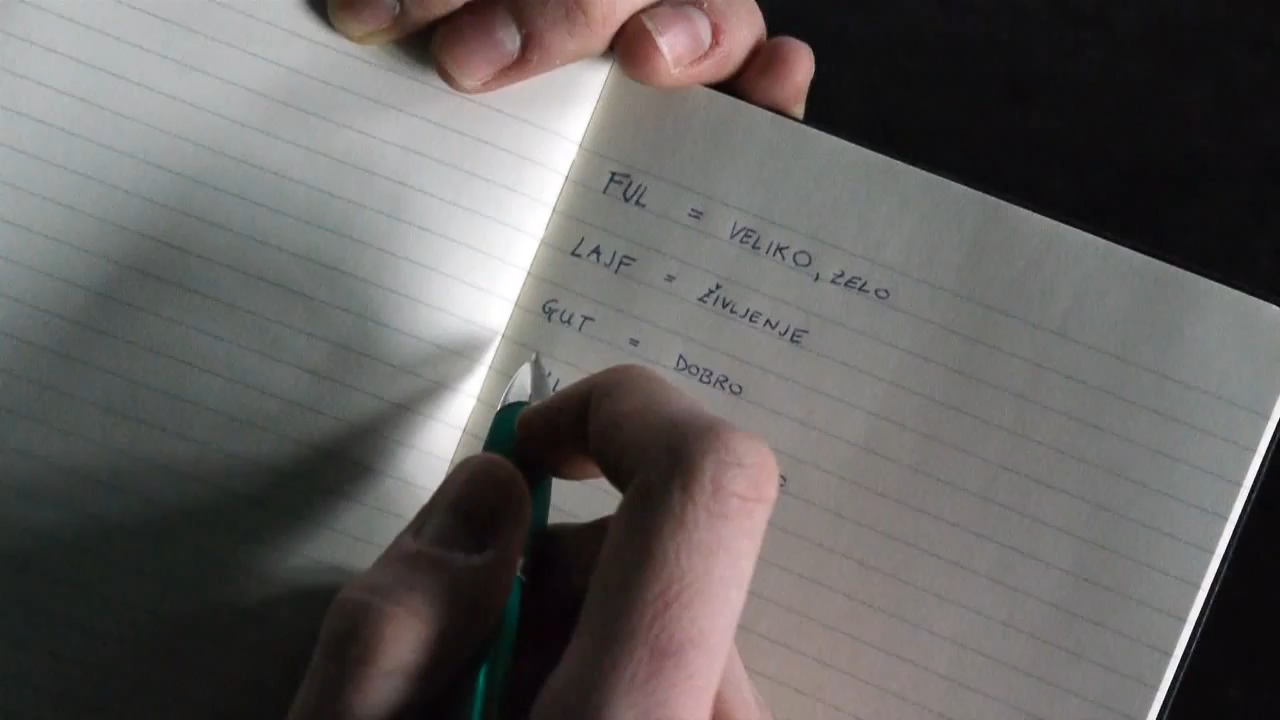 FUL = VELIKO, ZELO
LAJF = ŽIVLJENJE
GUT = DOBRO